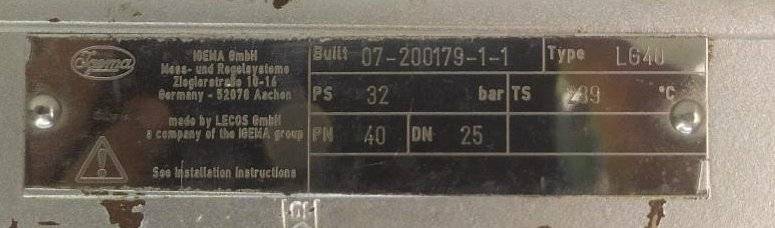 Igema
IGEMA GmbH
Mess- und Regelsysteme
Zieglerstraße 10-16
Germany - 52078 Aachen
made by LECOS GmbH
a company of the IGEMA group
See Installation Instructions
Built 07-200179-1-1 Type LG40
PS 32 bar TS 239 °C
PN 40 DN 25